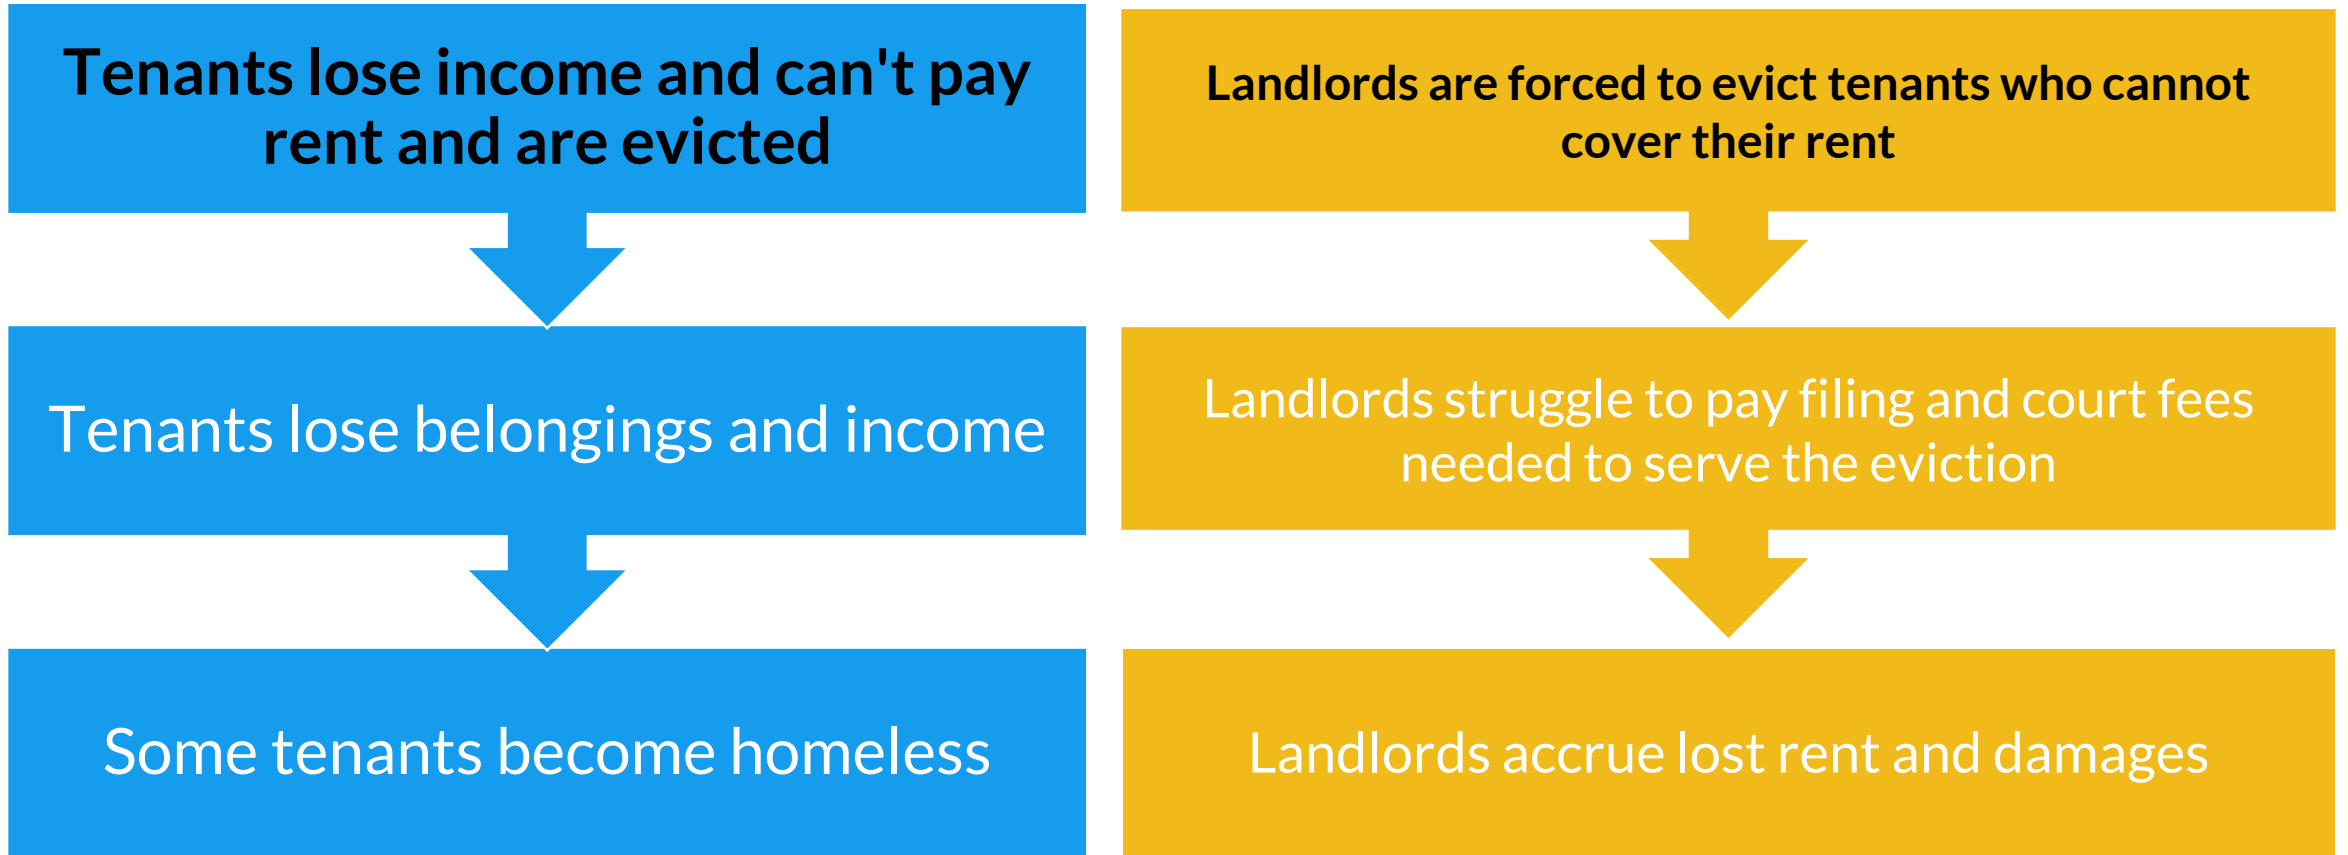 Tenants lose income and can't pay
rent and are evicted
Tenants lose belongings and income
Some tenants become homeless
Landlords are forced to evict tenants who cannot
cover their rent
Landlords struggle to pay filing and court fees
needed to serve the eviction
Landlords accrue lost rent and damages